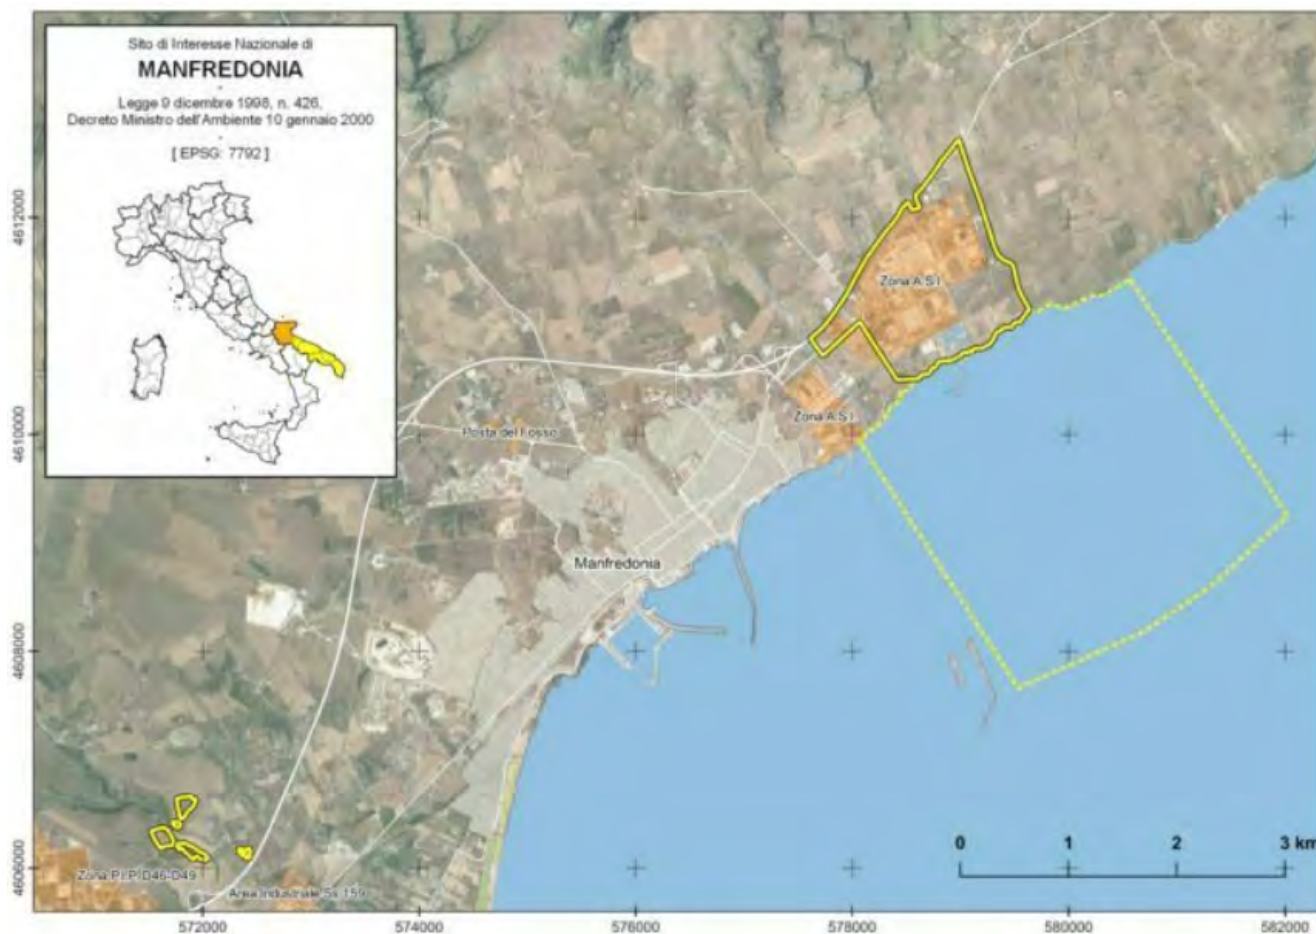 Sito di Interesse Nazionale di
MANFREDONIA
Legge 9 dicembre 1998, n. 426,
Decreto Ministro dell'Ambiente 10 gennaio 2000
[ EPSG: 7792 ]
4612000
4610000
4608000
4606000
Zona A.S.I.
Zona A.S.I.
Posta del Fosso
Manfredonia
Zona P.I.P. D46-D49
Area Industriale Ss 159
0 1 2 3 km
572000 574000 576000 578000 580000 582000